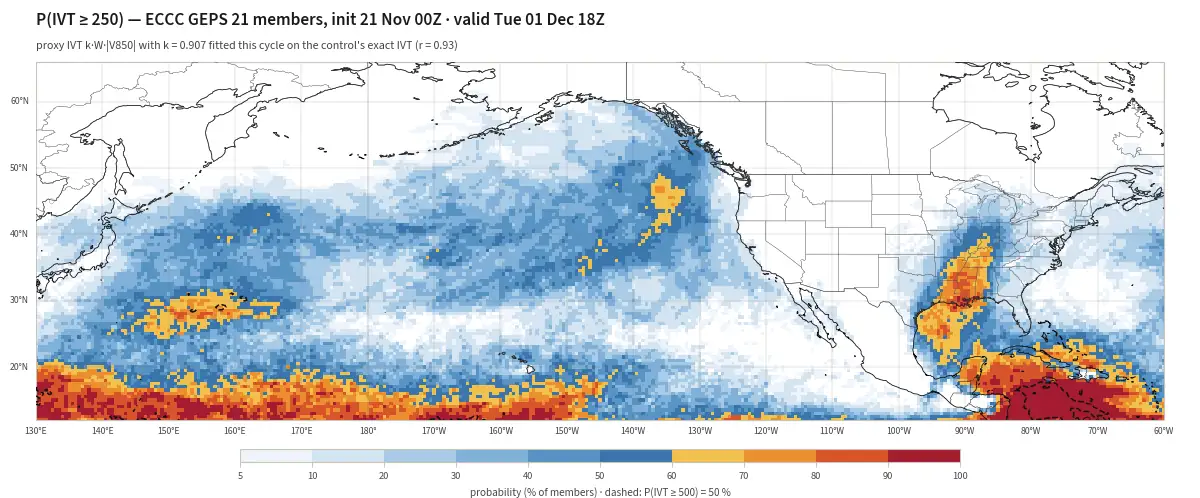 P(IVT ≥ 250) — ECCC GEPS 21 members, init 21 Nov 00Z · valid Tue 01 Dec 18Z
proxy IVT k·W·|V850| with k = 0.907 fitted this cycle on the control's exact IVT (r = 0.93)
60°N
50°N
40°N
30°N
20°N
130°E 140°E 150°E 160°E 170°E 180° 170°W 160°W 150°W 140°W 130°W 120°W 110°W 100°W 90°W 80°W 70°W 60°W
5 10 20 30 40 50 60 70 80 90 100
probability (% of members) · dashed: P(IVT ≥ 500) = 50 %